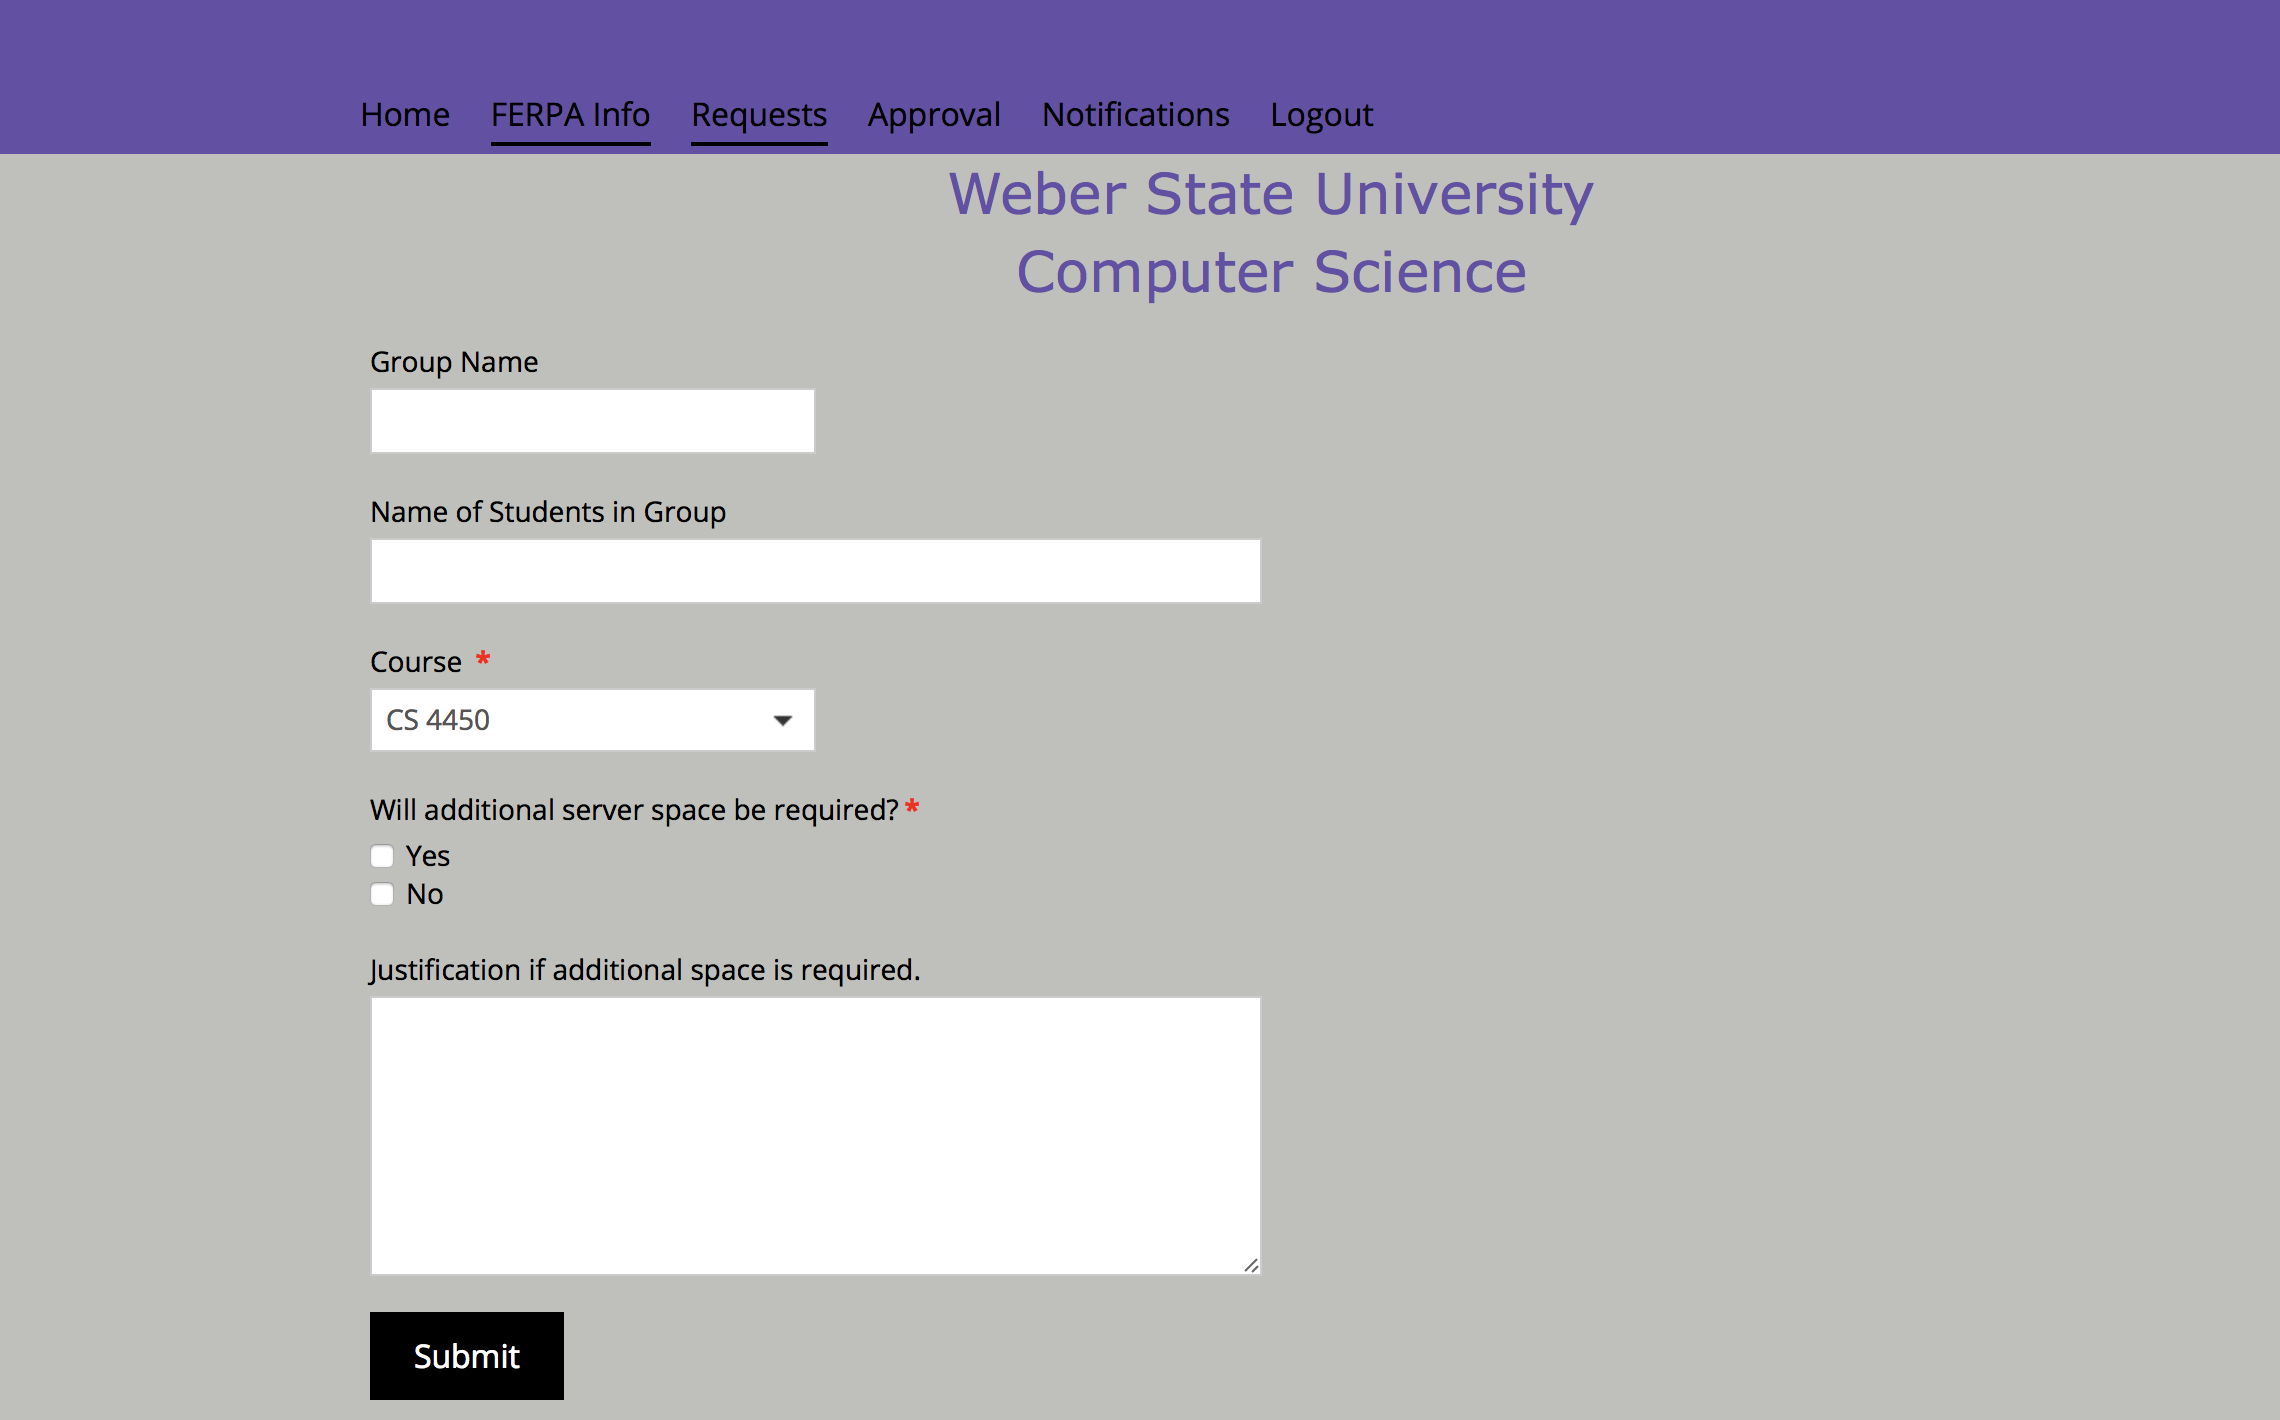 Home FERPA Info Requests Approval Notifications Logout
Weber State University
Computer Science
Group Name
Name of Students in Group
Course *
CS 4450
Will additional server space be required? *
Yes
No
Justification if additional space is required.
Submit